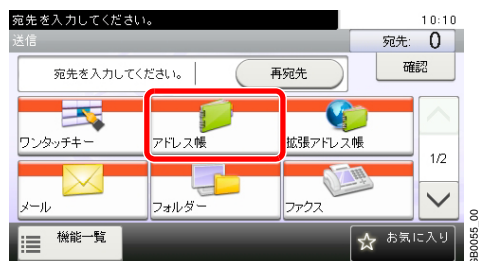 宛先を入力してください。 10:10
送信 宛先: 0
宛先を入力してください。 再宛先 確認
ワンタッチキー アドレス帳 拡張アドレス帳
1/2
メール フォルダー ファクス
機能一覧 お気に入り
GB0055_00